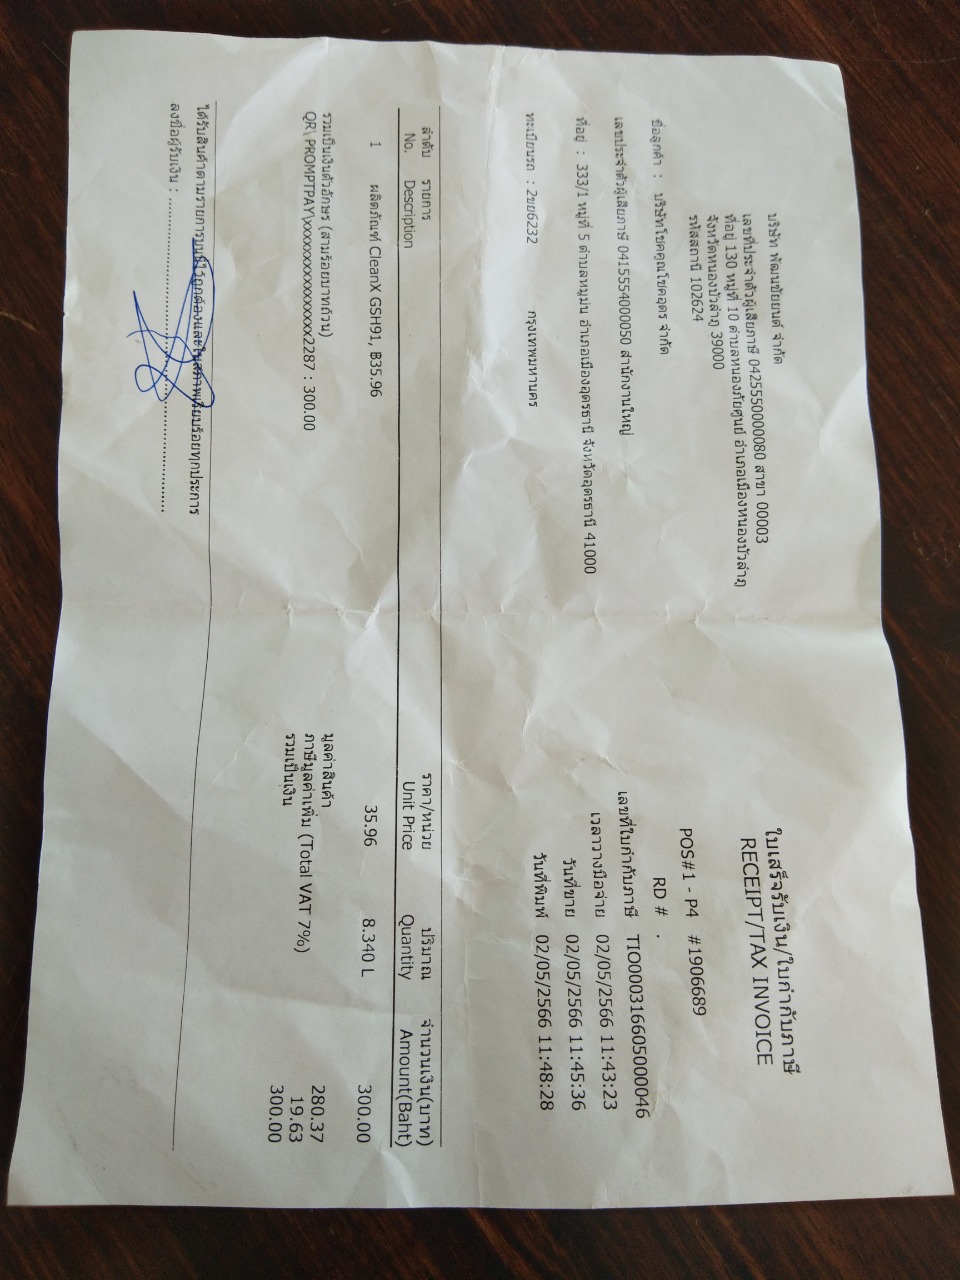 ใบเสร็จรับเงิน/ใบกำกับภาษี
RECEIPT/TAX INVOICE
บริษัท พัฒนชัยยนต์ จำกัด
เลขที่ประจำตัวผู้เสียภาษี 0425550000080 สาขา 00003
ที่อยู่ 130 หมู่ที่ 10 ตำบลหนองภัยศูนย์ อำเภอเมืองหนองบัวลำภู
จังหวัดหนองบัวลำภู 39000
รหัสสถานี 102624
POS#1 - P4 #1906689
RD # .
ชื่อลูกค้า : บริษัทโชคคูณโชคอุดร จำกัด
เลขประจำตัวผู้เสียภาษี 0415554000050 สำนักงานใหญ่
เลขที่ใบกำกับภาษี TIO00031660500046
ที่อยู่ : 333/1 หมู่ที่ 5 ตำบลหมูม่น อำเภอเมืองอุดรธานี จังหวัดอุดรธานี 41000
เวลาวางมือจ่าย 02/05/2566 11:43:23
วันที่ขาย 02/05/2566 11:45:36
ทะเบียนรถ : 2ขย6232 กรุงเทพมหานคร
วันที่พิมพ์ 02/05/2566 11:48:28
ลำดับ รายการ ราคา/หน่วย ปริมาณ จำนวนเงิน(บาท)
No. Description Unit Price Quantity Amount(Baht)
1 ผลิตภัณฑ์ CleanX GSH91, ฿35.96 35.96 8.340 L 300.00
รวมเป็นเงินตัวอักษร (สามร้อยบาทถ้วน) มูลค่าสินค้า 280.37
QR\PROMPTPAY\XXXXXXXXXXXXXXX2287 : 300.00 ภาษีมูลค่าเพิ่ม (Total VAT 7%) 19.63
รวมเป็นเงิน 300.00
ได้รับสินค้าตามรายการบนนี้ไว้ถูกต้องและในสภาพเรียบร้อยทุกประการ
ลงชื่อผู้รับเงิน : ................................................